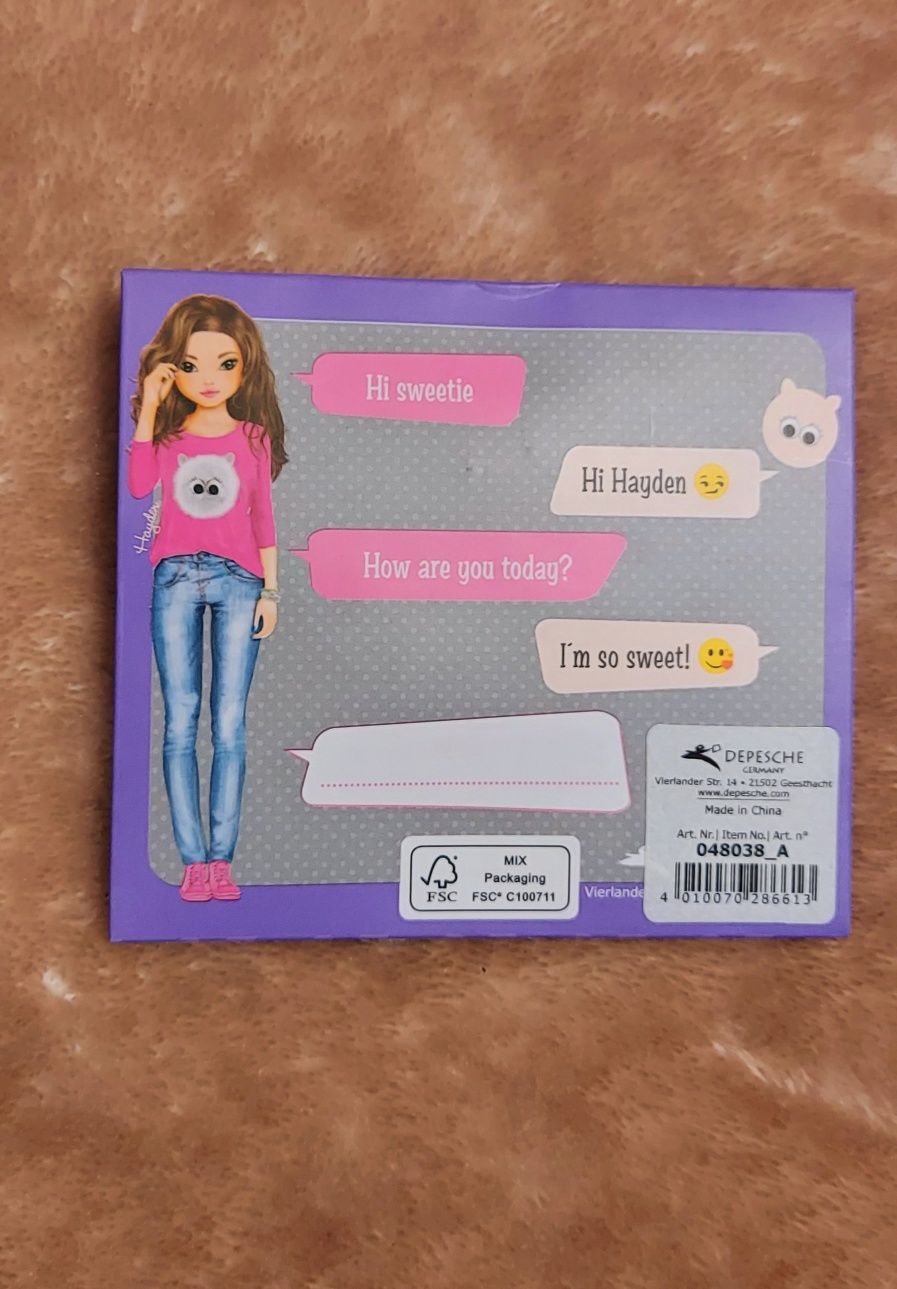 Hi sweetie
Hi Hayden
Hayden
How are you today?
I´m so sweet!
DEPESCHE
GERMANY
Vierlander Str. 14 • 21502 Geesthacht
www.depesche.com
Made in China
Art. Nr.| Item No.| Art. n°
048038_A
4 010070 286613
FSC
MIX
Packaging
FSC® C100711
Vierlande